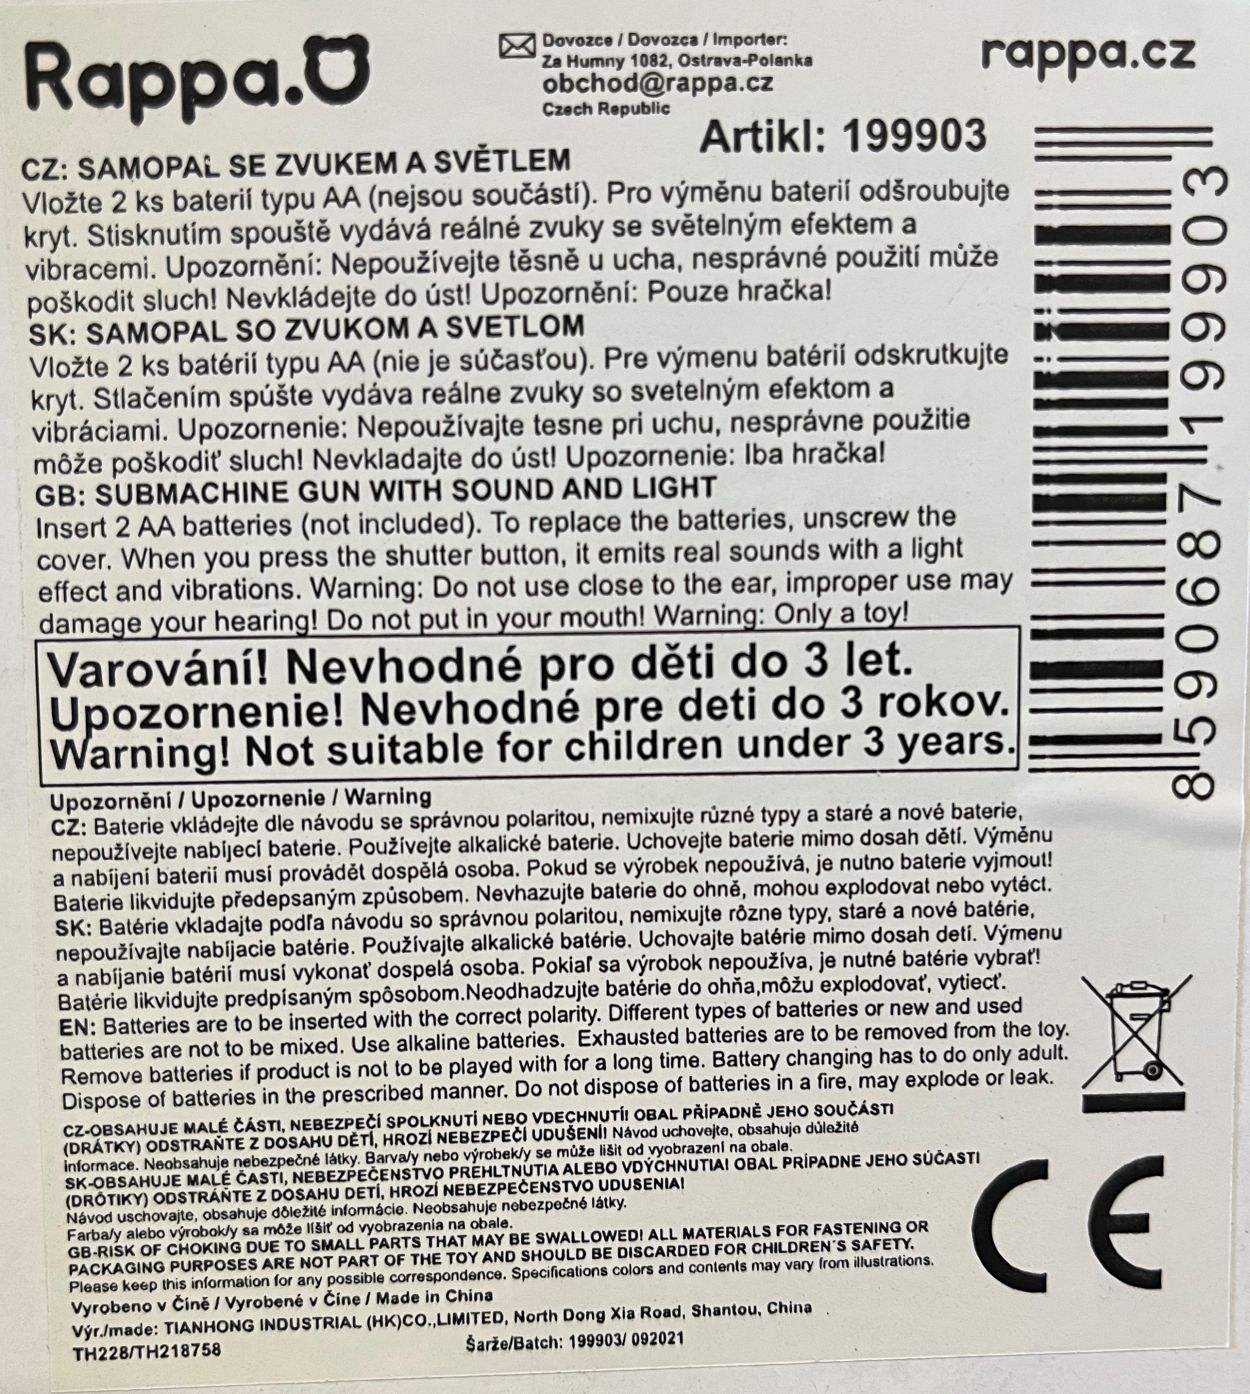 Rappa.
Dovozce / Dovozca / Importer:
Za Humny 1082, Ostrava-Polanka
obchod@rappa.cz
Czech Republic
rappa.cz
Artikl: 199903
CZ: SAMOPAL SE ZVUKEM A SVĚTLEM
Vložte 2 ks baterií typu AA (nejsou součástí). Pro výměnu baterií odšroubujte
kryt. Stisknutím spouště vydává reálné zvuky se světelným efektem a
vibracemi. Upozornění: Nepoužívejte těsně u ucha, nesprávné použití může
poškodit sluch! Nevkládejte do úst! Upozornění: Pouze hračka!
SK: SAMOPAL SO ZVUKOM A SVETLOM
Vložte 2 ks batérií typu AA (nie je súčasťou). Pre výmenu batérií odskrutkujte
kryt. Stlačením spúšte vydáva reálne zvuky so svetelným efektom a
vibráciami. Upozornenie: Nepoužívajte tesne pri uchu, nesprávne použitie
môže poškodiť sluch! Nevkladajte do úst! Upozornenie: Iba hračka!
GB: SUBMACHINE GUN WITH SOUND AND LIGHT
Insert 2 AA batteries (not included). To replace the batteries, unscrew the
cover. When you press the shutter button, it emits real sounds with a light
effect and vibrations. Warning: Do not use close to the ear, improper use may
damage your hearing! Do not put in your mouth! Warning: Only a toy!
8 590687 199903
Varování! Nevhodné pro děti do 3 let.
Upozornenie! Nevhodné pre deti do 3 rokov.
Warning! Not suitable for children under 3 years.
Upozornění / Upozornenie / Warning
CZ: Baterie vkládejte dle návodu se správnou polaritou, nemixujte různé typy a staré a nové baterie,
nepoužívejte nabíjecí baterie. Používejte alkalické baterie. Uchovejte baterie mimo dosah dětí. Výměnu
a nabíjení baterií musí provádět dospělá osoba. Pokud se výrobek nepoužívá, je nutno baterie vyjmout!
Baterie likvidujte předepsaným způsobem. Nevhazujte baterie do ohně, mohou explodovat nebo vytéct.
SK: Batérie vkladajte podľa návodu so správnou polaritou, nemixujte rôzne typy, staré a nové batérie,
nepoužívajte nabíjacie batérie. Používajte alkalické batérie. Uchovajte batérie mimo dosah detí. Výmenu
a nabíjanie batérií musí vykonať dospelá osoba. Pokiaľ sa výrobok nepoužíva, je nutné batérie vybrať!
Batérie likvidujte predpísaným spôsobom.Neodhadzujte batérie do ohňa,môžu explodovať, vytiecť.
EN: Batteries are to be inserted with the correct polarity. Different types of batteries or new and used
batteries are not to be mixed. Use alkaline batteries. Exhausted batteries are to be removed from the toy.
Remove batteries if product is not to be played with for a long time. Battery changing has to do only adult.
Dispose of batteries in the prescribed manner. Do not dispose of batteries in a fire, may explode or leak.
CZ-OBSAHUJE MALÉ ČÁSTI, NEBEZPEČÍ SPOLKNUTÍ NEBO VDECHNUTÍ! OBAL PŘÍPADNĚ JEHO SOUČÁSTI
(DRÁTKY) ODSTRAŇTE Z DOSAHU DĚTÍ, HROZÍ NEBEZPEČÍ UDUŠENÍ! Návod uchovejte, obsahuje důležité
informace. Neobsahuje nebezpečné látky. Barva/y nebo výrobek/y se může lišit od vyobrazení na obale.
SK-OBSAHUJE MALÉ ČASTI, NEBEZPEČENSTVO PREHLTNUTIA ALEBO VDÝCHNUTIA! OBAL PRÍPADNE JEHO SÚČASTI
(DRÔTIKY) ODSTRÁŇTE Z DOSAHU DETÍ, HROZÍ NEBEZPEČENSTVO UDUSENIA!
Návod uschovajte, obsahuje dôležité informácie. Neobsahuje nebezpečné látky.
Farba/y alebo výrobok/y sa môže líšiť od vyobrazenia na obale.
GB-RISK OF CHOKING DUE TO SMALL PARTS THAT MAY BE SWALLOWED! ALL MATERIALS FOR FASTENING OR
PACKAGING PURPOSES ARE NOT PART OF THE TOY AND SHOULD BE DISCARDED FOR CHILDREN´S SAFETY.
Please keep this information for any possible correspondence. Specifications colors and contents may vary from illustrations.
Vyrobeno v Číně / Vyrobené v Číne / Made in China
Výr./made: TIANHONG INDUSTRIAL (HK)CO.,LIMITED, North Dong Xia Road, Shantou, China
TH228/TH218758
Šarže/Batch: 199903/ 092021
CE